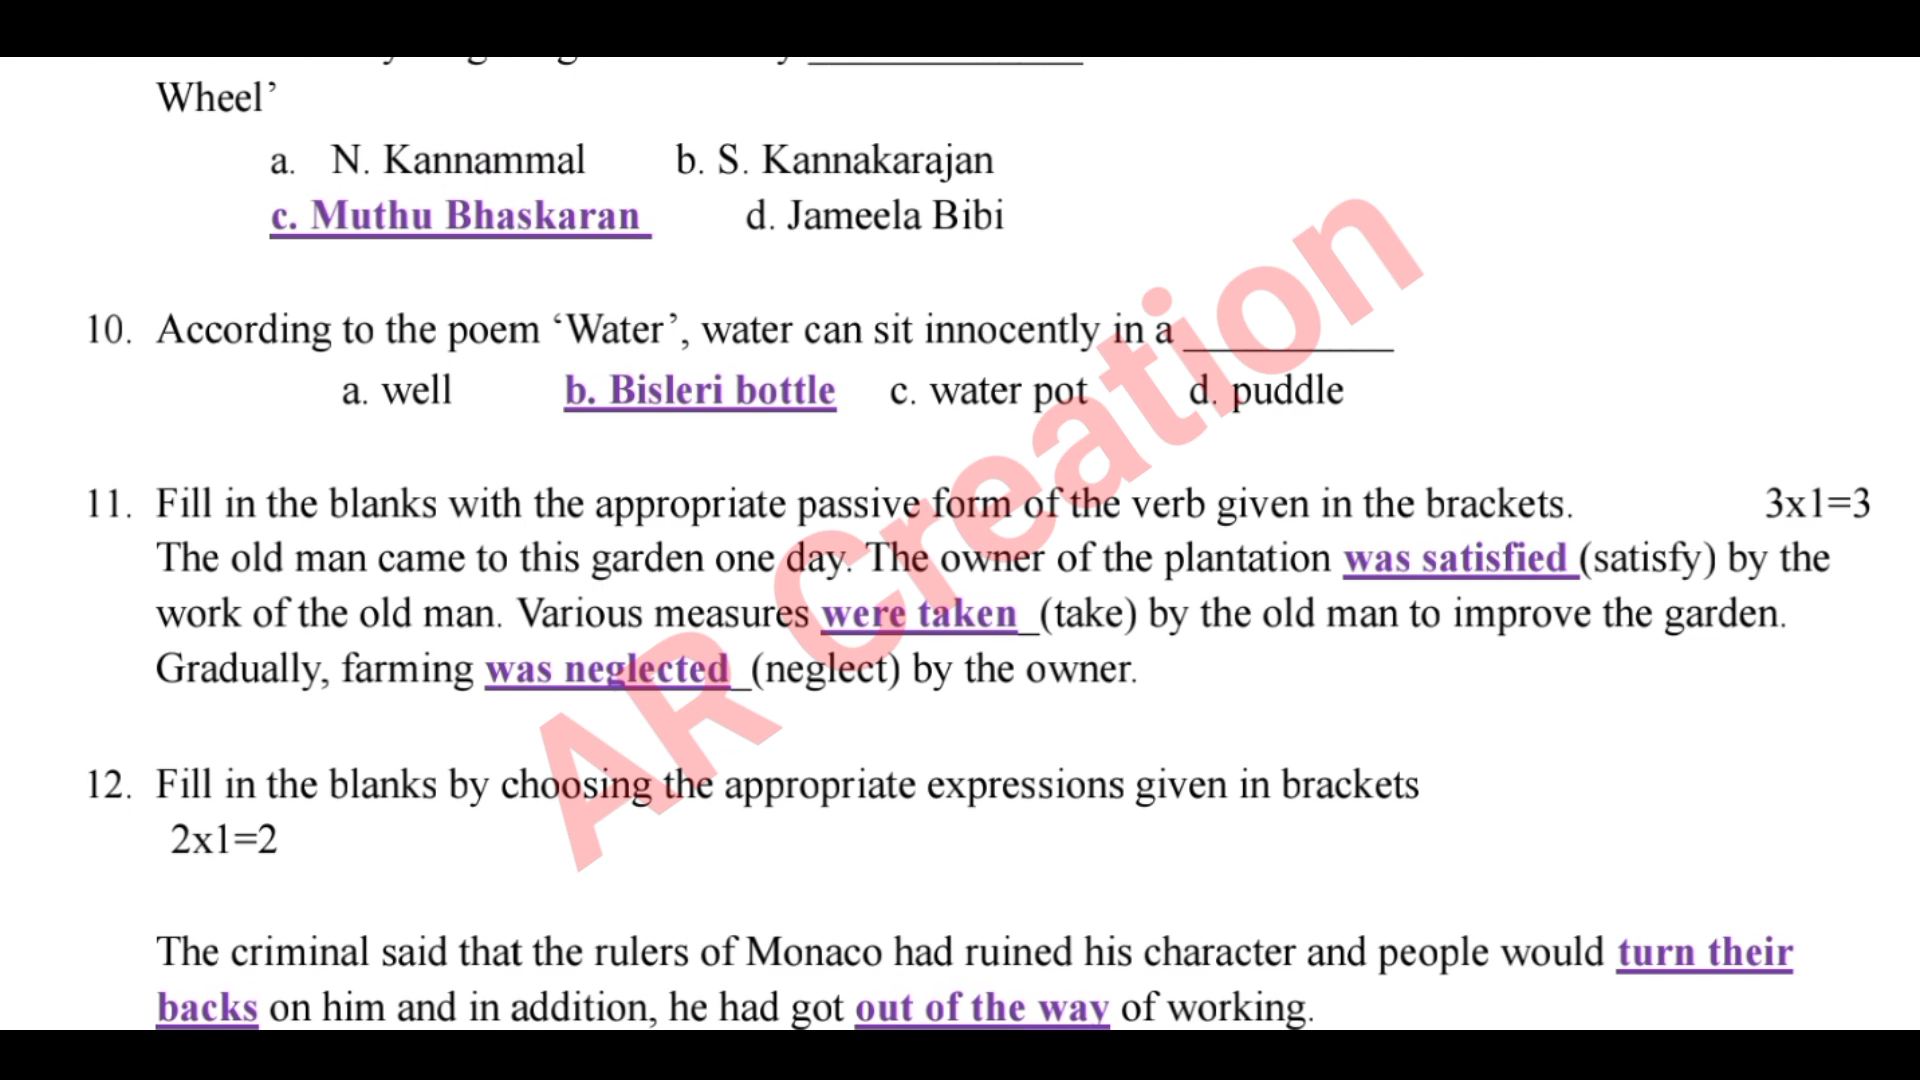 Wheel’
a. N. Kannammal b. S. Kannakarajan
c. Muthu Bhaskaran d. Jameela Bibi
10. According to the poem ‘Water’, water can sit innocently in a __________
a. well b. Bisleri bottle c. water pot d. puddle
11. Fill in the blanks with the appropriate passive form of the verb given in the brackets. 3x1=3
The old man came to this garden one day. The owner of the plantation was satisfied (satisfy) by the
work of the old man. Various measures were taken_(take) by the old man to improve the garden.
Gradually, farming was neglected_(neglect) by the owner.
12. Fill in the blanks by choosing the appropriate expressions given in brackets
2x1=2
The criminal said that the rulers of Monaco had ruined his character and people would turn their
backs on him and in addition, he had got out of the way of working.
AR Creation